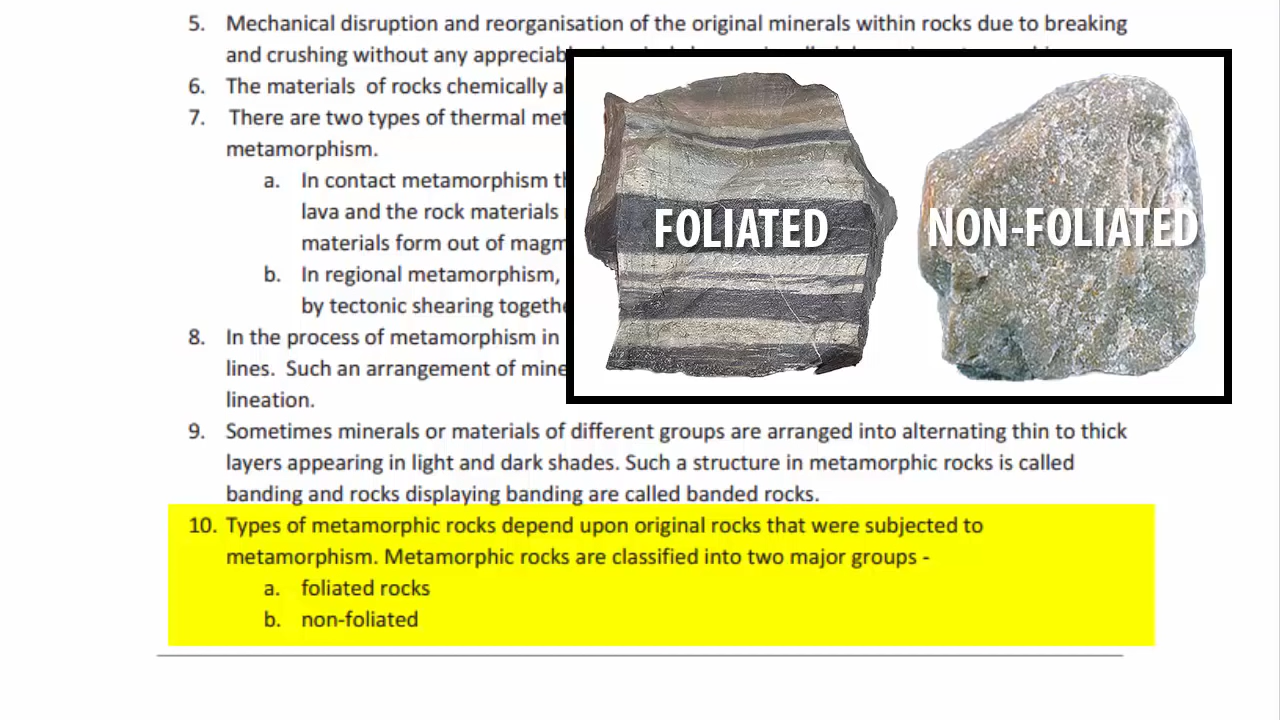 5. Mechanical disruption and reorganisation of the original minerals within rocks due to breaking
and crushing without any
6. The materials of rocks chemically
7. There are two types of thermal
metamorphism.
a. In contact metamorphism
lava and the rock materials
materials form out of
b. In regional metamorphism,
by tectonic shearing
8. In the process of metamorphism in
lines. Such an arrangement of
lineation.
FOLIATED
NON-FOLIATED
9. Sometimes minerals or materials of different groups are arranged into alternating thin to thick
layers appearing in light and dark shades. Such a structure in metamorphic rocks is called
banding and rocks displaying banding are called banded rocks.
10. Types of metamorphic rocks depend upon original rocks that were subjected to
metamorphism. Metamorphic rocks are classified into two major groups -
a. foliated rocks
b. non-foliated